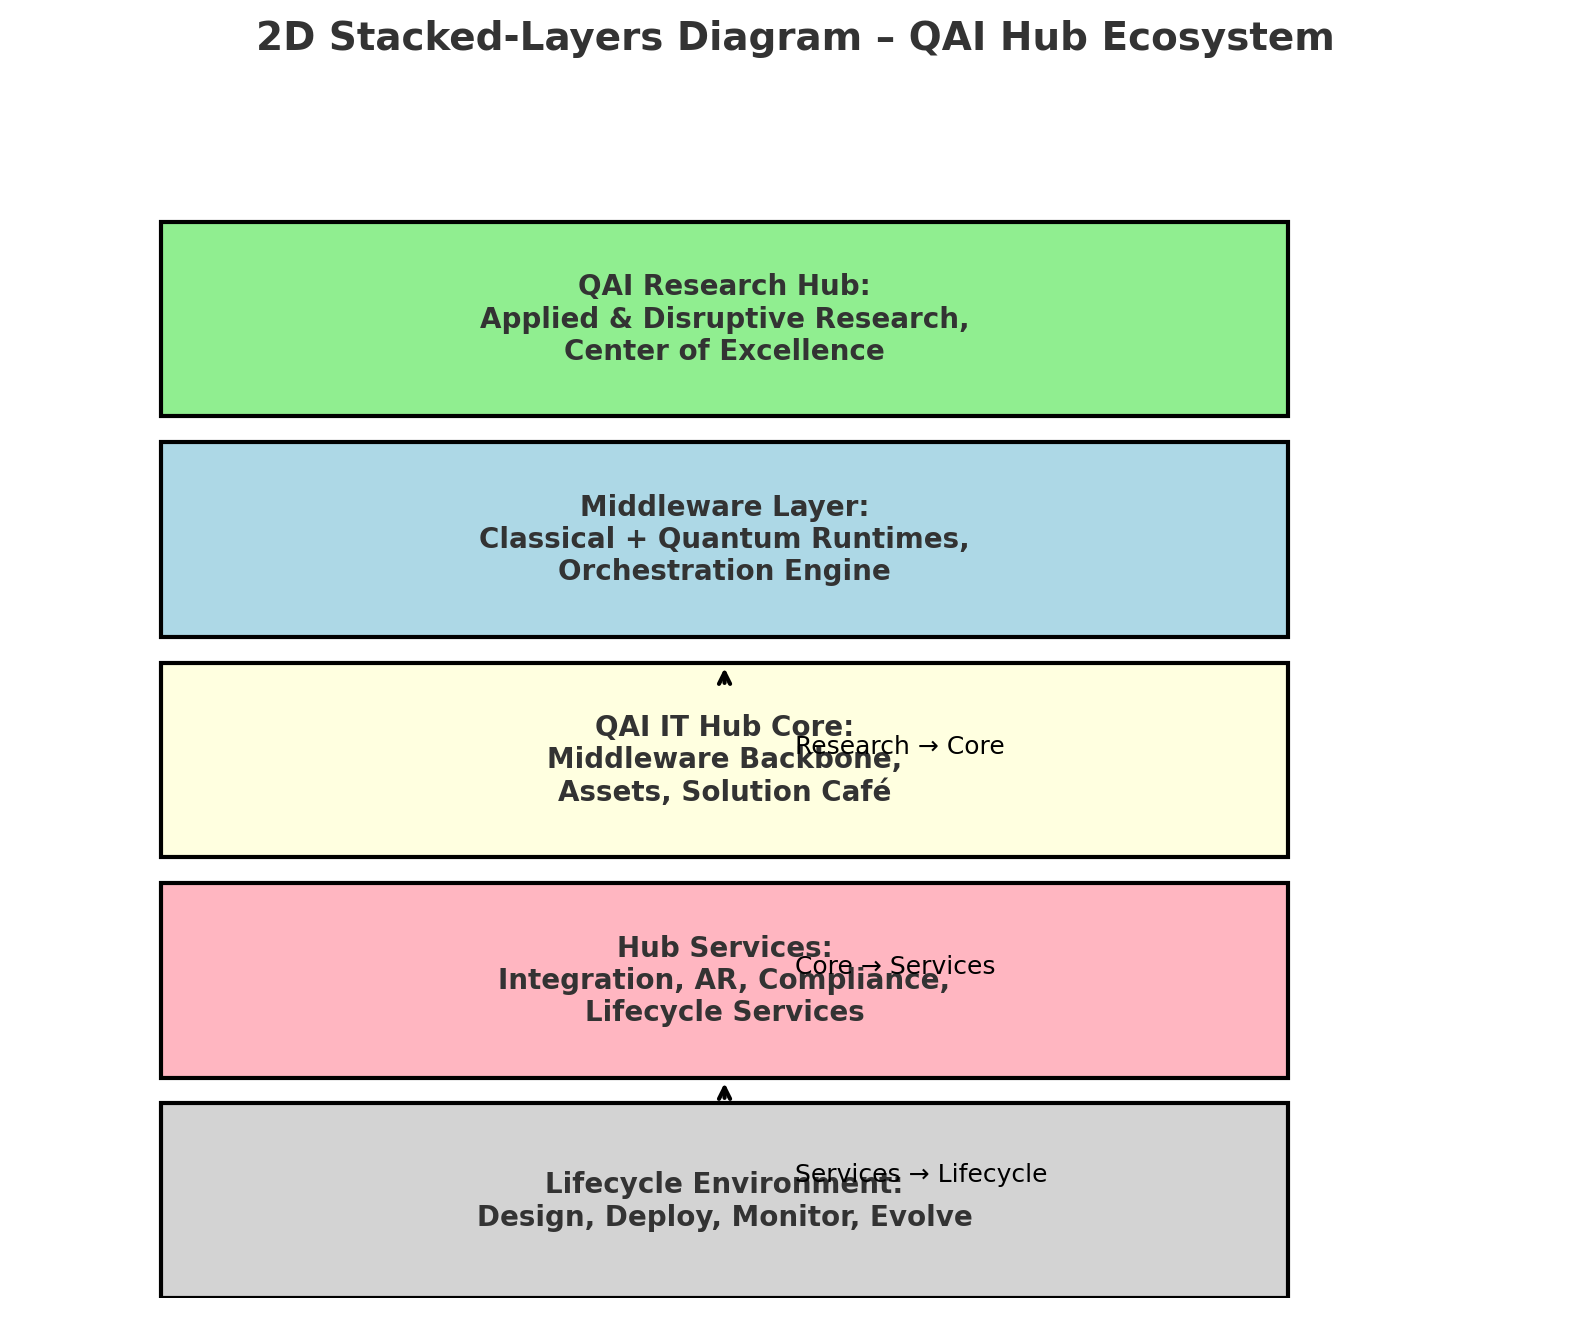 2D Stacked-Layers Diagram – QAI Hub Ecosystem
QAI Research Hub:
Applied & Disruptive Research,
Center of Excellence
Middleware Layer:
Classical + Quantum Runtimes,
Orchestration Engine
QAI IT Hub Core:
Research → Core
Middleware Backbone,
Assets, Solution Café
Hub Services:
Core → Services
Integration, AR, Compliance,
Lifecycle Services
Services → Lifecycle
Lifecycle Environment:
Design, Deploy, Monitor, Evolve